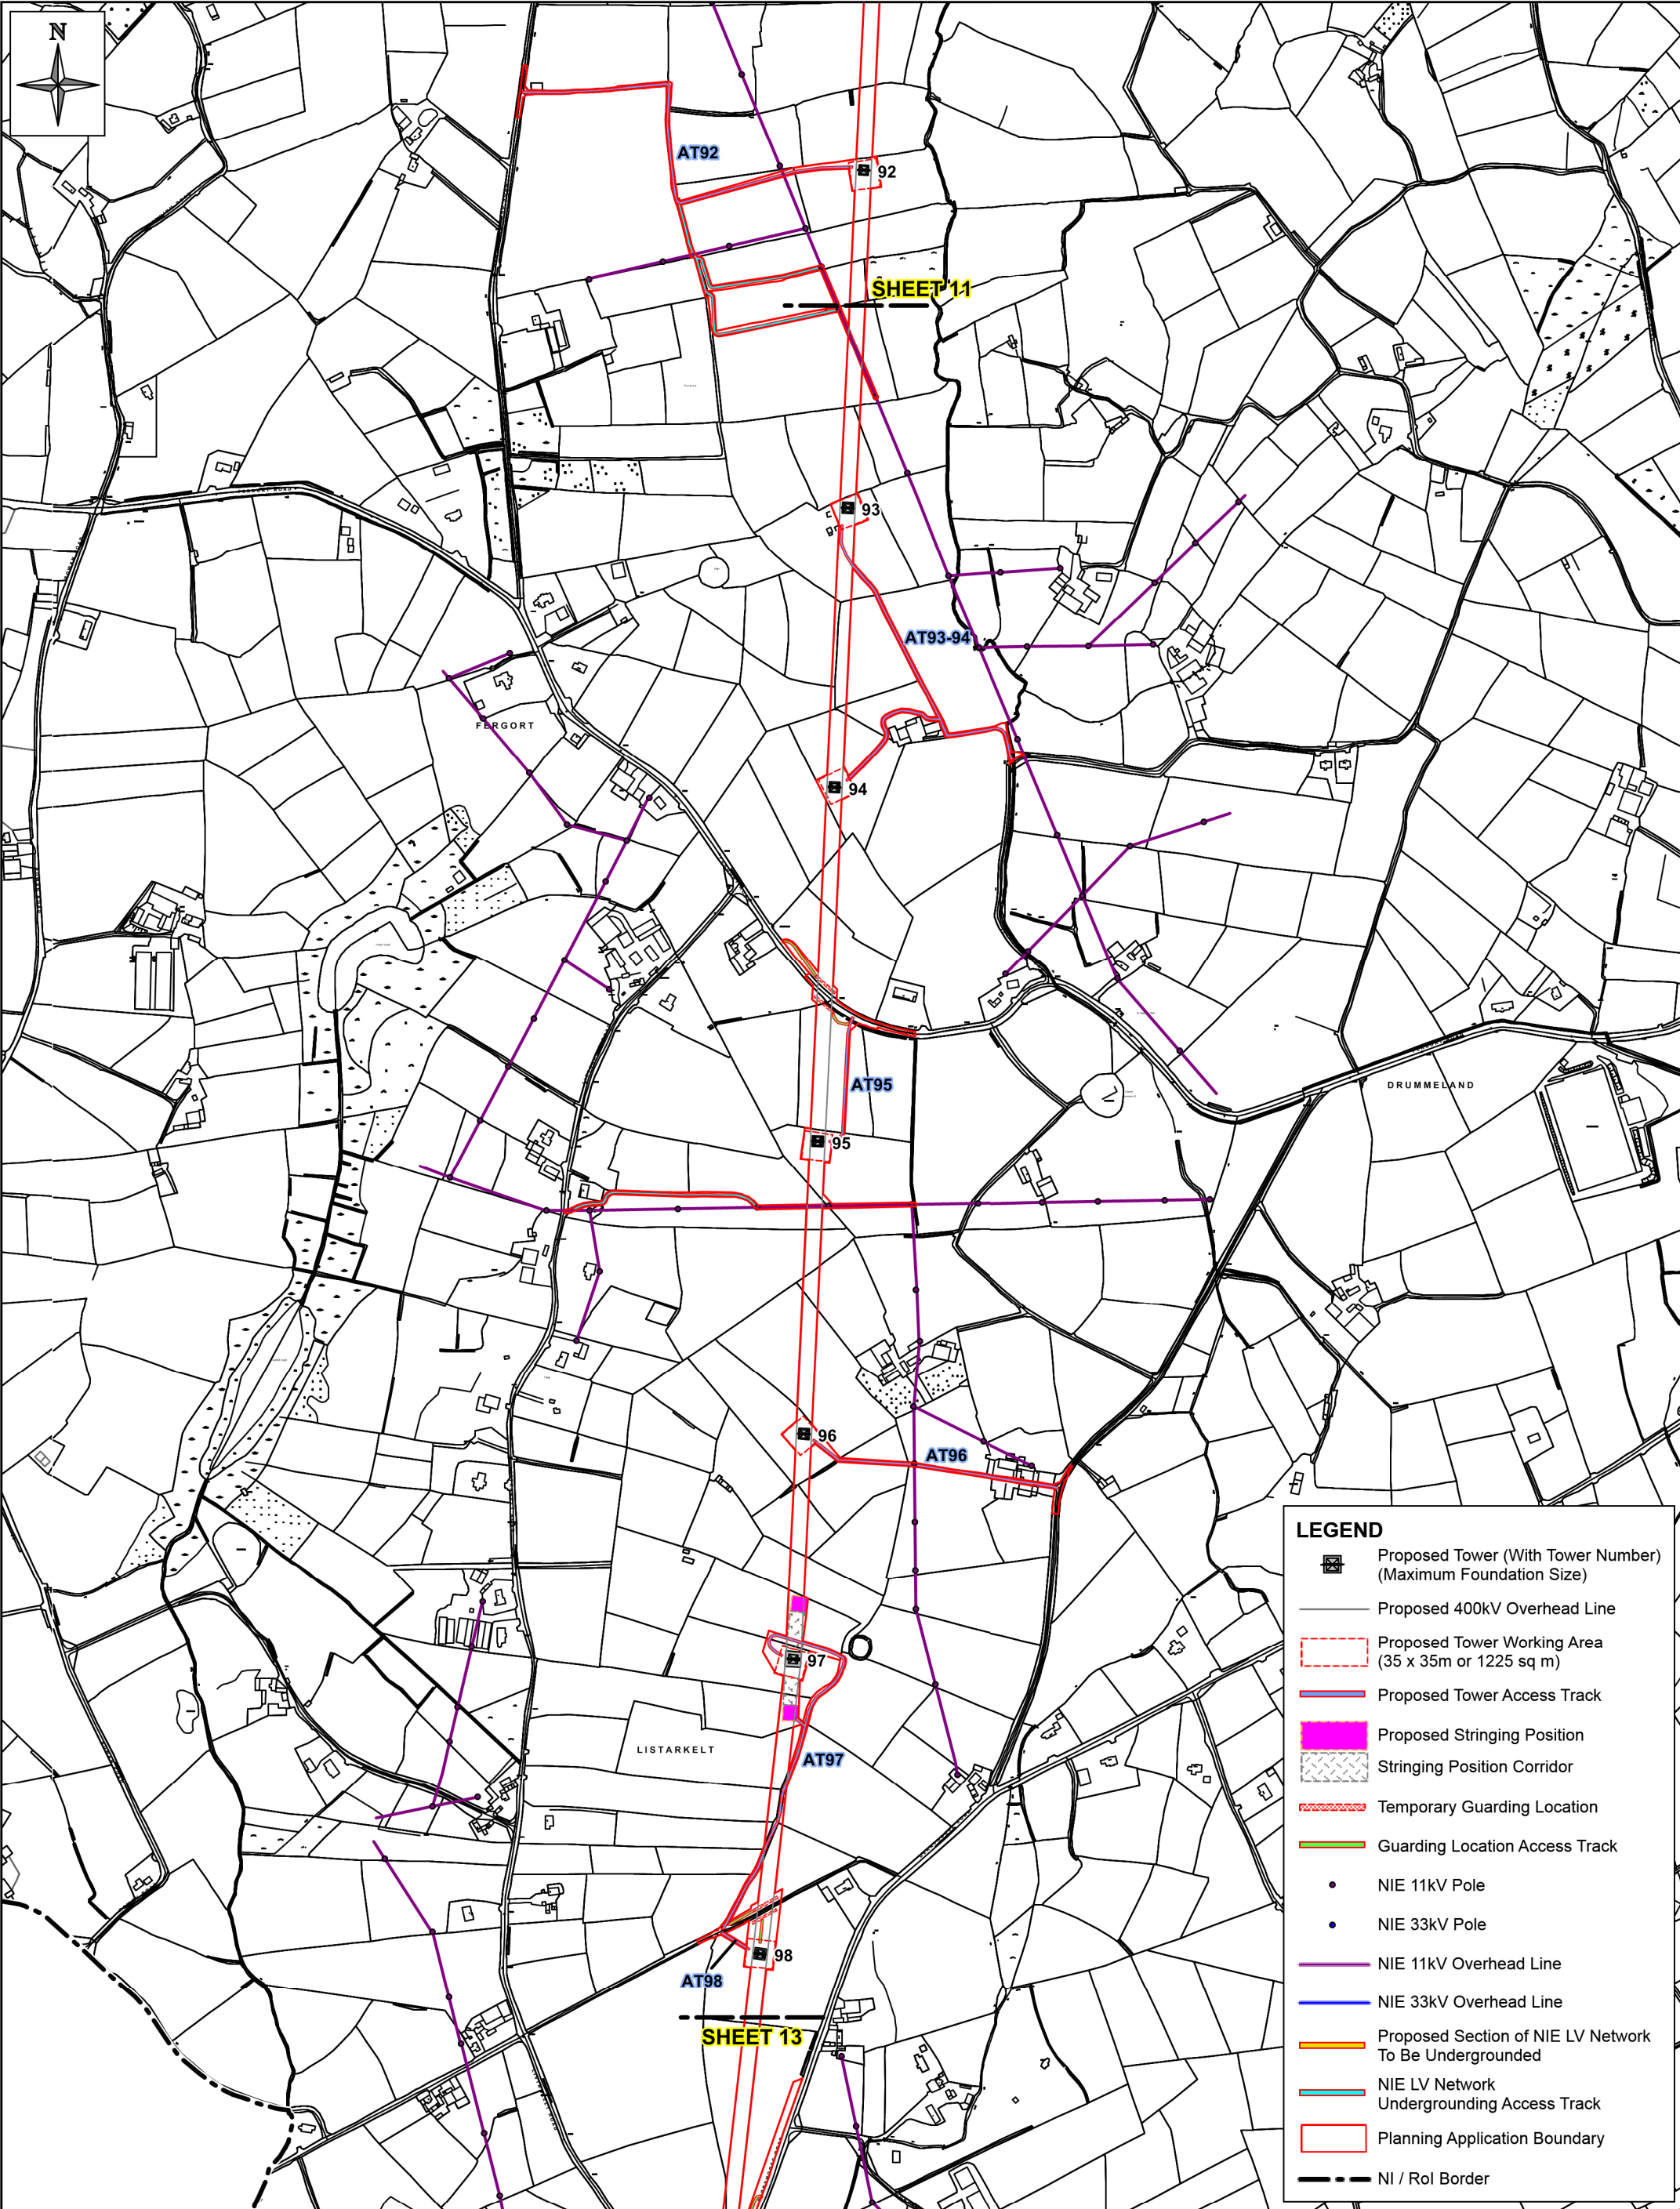 N
AT92
92
SHEET 11
93
AT93-94
FERGORT
94
AT95
DRUMMELAND
95
96
AT96
97
LISTARKELT
AT97
98
AT98
SHEET 13
LEGEND
Proposed Tower (With Tower Number)
(Maximum Foundation Size)
Proposed 400kV Overhead Line
Proposed Tower Working Area
(35 x 35m or 1225 sq m)
Proposed Tower Access Track
Proposed Stringing Position
Stringing Position Corridor
Temporary Guarding Location
Guarding Location Access Track
NIE 11kV Pole
NIE 33kV Pole
NIE 11kV Overhead Line
NIE 33kV Overhead Line
Proposed Section of NIE LV Network
To Be Undergrounded
NIE LV Network
Undergrounding Access Track
Planning Application Boundary
NI / RoI Border